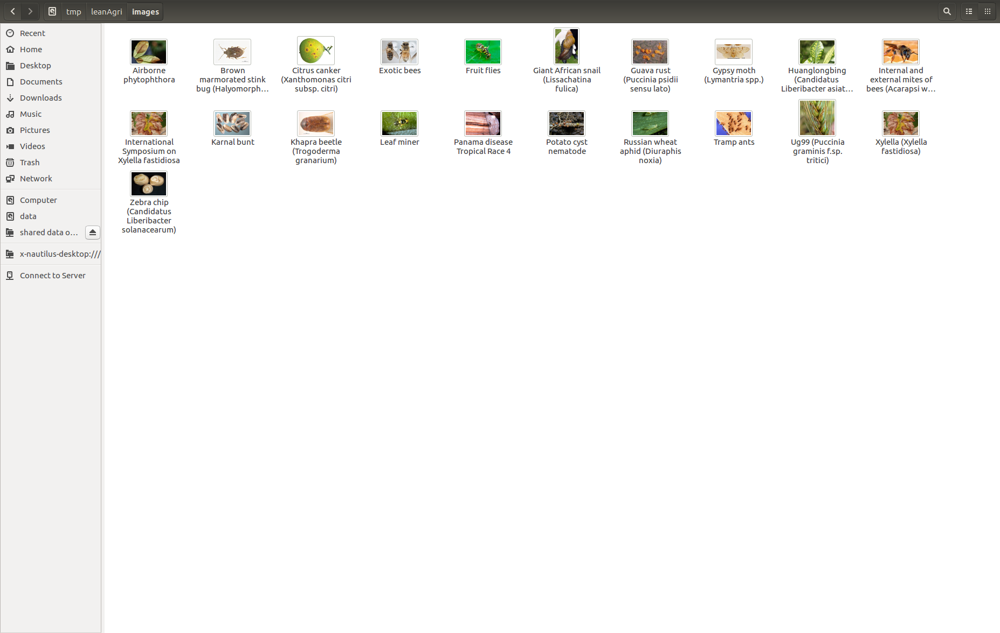 tmp leanAgri images
Recent
Home
Desktop
Documents
Downloads
Music
Pictures
Videos
Trash
Network
Computer
data
shared data o...
x-nautilus-desktop:///
Connect to Server
Airborne
phytophthora
Brown
marmorated stink
bug (Halyomorph...
Citrus canker
(Xanthomonas citri
subsp. citri)
Exotic bees
Fruit flies
Giant African snail
(Lissachatina
fulica)
Guava rust
(Puccinia psidii
sensu lato)
Gypsy moth
(Lymantria spp.)
Huanglongbing
(Candidatus
Liberibacter asiat...
Internal and
external mites of
bees (Acarapsi w...
International
Symposium on
Xylella fastidiosa
Karnal bunt
Khapra beetle
(Trogoderma
granarium)
Leaf miner
Panama disease
Tropical Race 4
Potato cyst
nematode
Russian wheat
aphid (Diuraphis
noxia)
Tramp ants
Ug99 (Puccinia
graminis f.sp.
tritici)
Xylella (Xylella
fastidiosa)
Zebra chip
(Candidatus
Liberibacter
solanacearum)